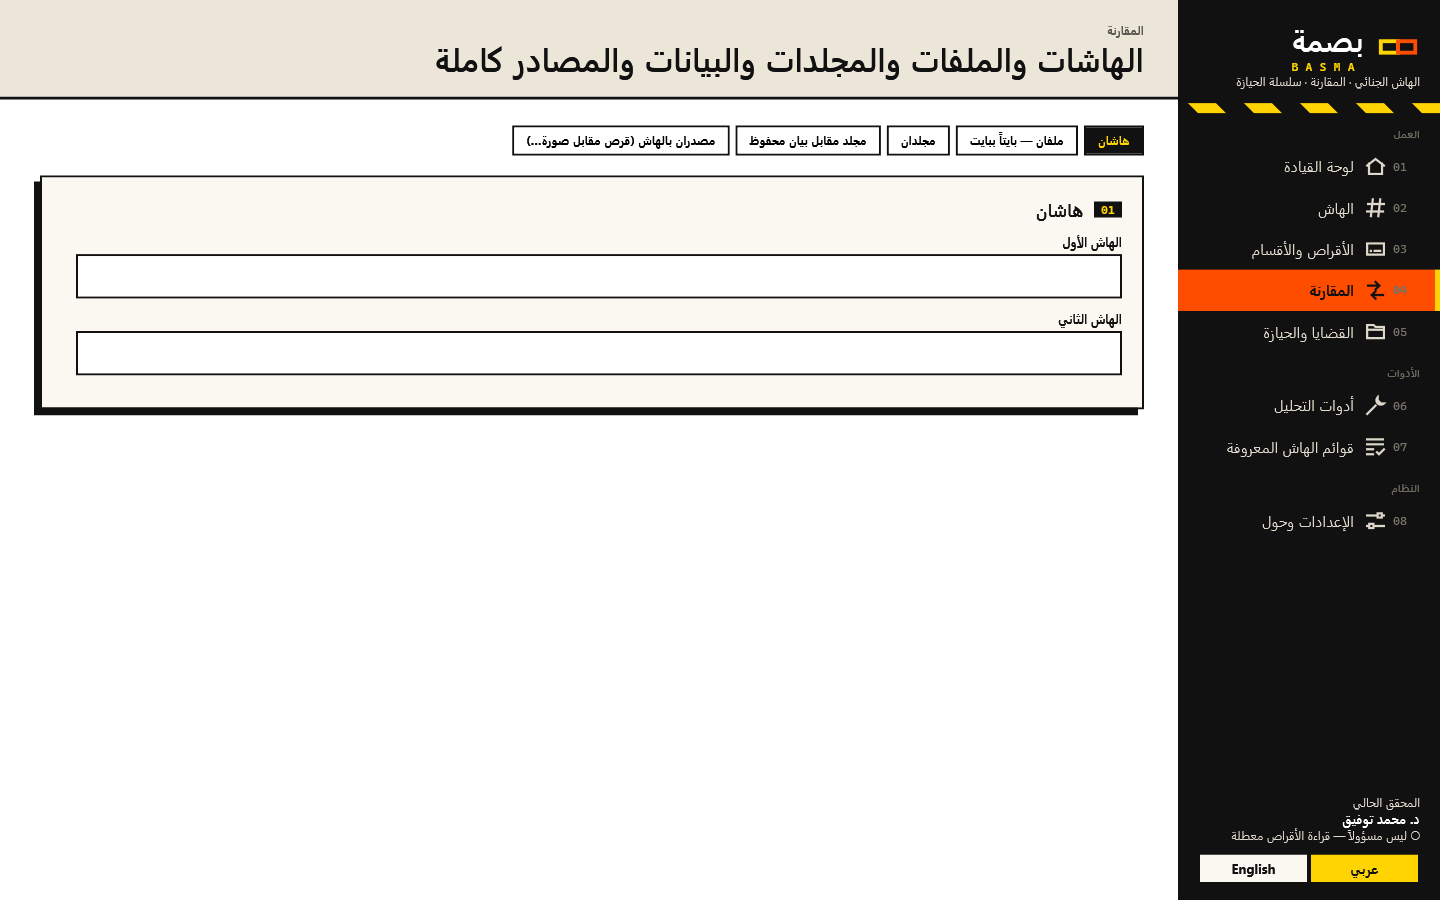 بصمة
BASMA
الهاش الجنائي · المقارنة · سلسلة الحيازة
العمل
01 لوحة القيادة
02 الهاش
03 الأقراص والأقسام
04 المقارنة
05 القضايا والحيازة
الأدوات
06 أدوات التحليل
07 قوائم الهاش المعروفة
النظام
08 الإعدادات وحول
المحقق الحالي
د. محمد توفيق
○ ليس مسؤولاً — قراءة الأقراص معطلة
عربي English
المقارنة
الهاشات والملفات والمجلدات والبيانات والمصادر كاملة
هاشان ملفان — بايتاً ببايت مجلدان مجلد مقابل بيان محفوظ مصدران بالهاش (قرص مقابل صورة...)
01 هاشان
الهاش الأول
الهاش الثاني